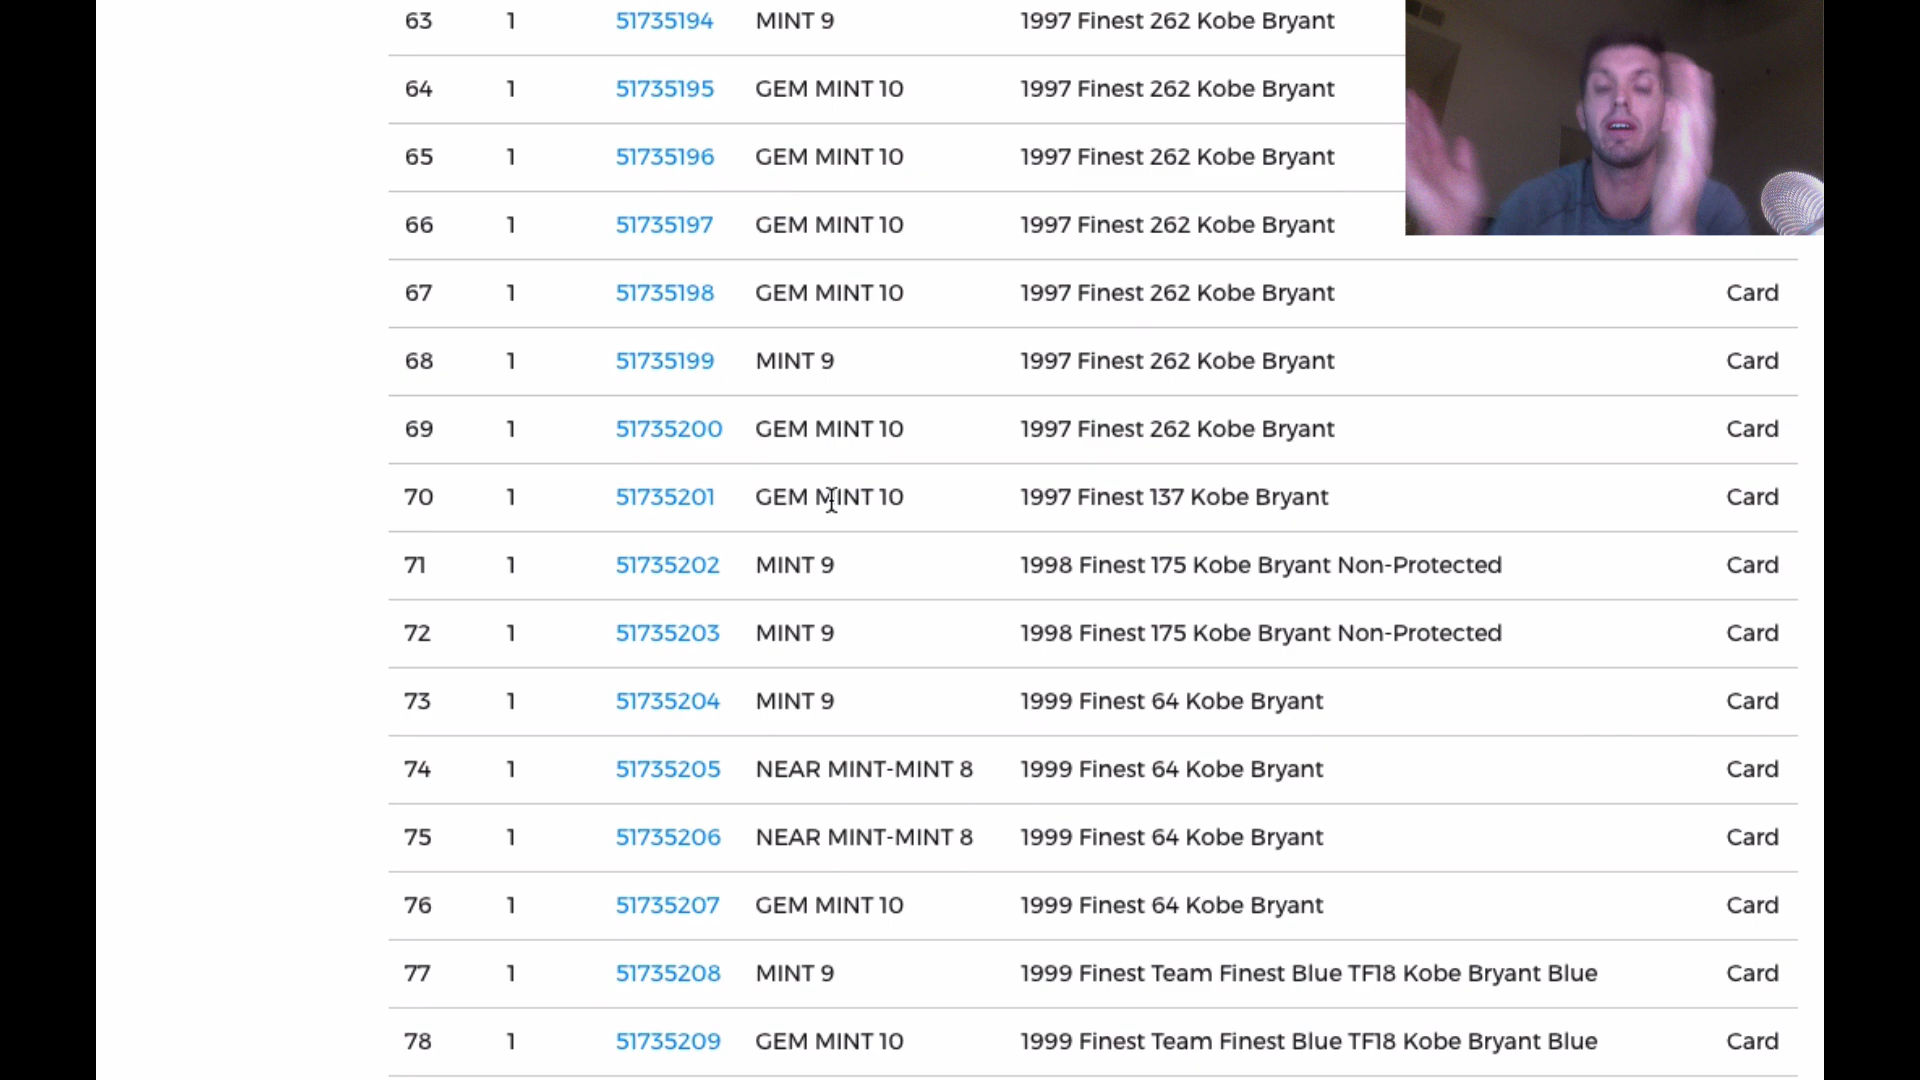 63 1 51735194 MINT 9 1997 Finest 262 Kobe Bryant
64 1 51735195 GEM MINT 10 1997 Finest 262 Kobe Bryant
65 1 51735196 GEM MINT 10 1997 Finest 262 Kobe Bryant
66 1 51735197 GEM MINT 10 1997 Finest 262 Kobe Bryant
67 1 51735198 GEM MINT 10 1997 Finest 262 Kobe Bryant Card
68 1 51735199 MINT 9 1997 Finest 262 Kobe Bryant Card
69 1 51735200 GEM MINT 10 1997 Finest 262 Kobe Bryant Card
70 1 51735201 GEM MINT 10 1997 Finest 137 Kobe Bryant Card
71 1 51735202 MINT 9 1998 Finest 175 Kobe Bryant Non-Protected Card
72 1 51735203 MINT 9 1998 Finest 175 Kobe Bryant Non-Protected Card
73 1 51735204 MINT 9 1999 Finest 64 Kobe Bryant Card
74 1 51735205 NEAR MINT-MINT 8 1999 Finest 64 Kobe Bryant Card
75 1 51735206 NEAR MINT-MINT 8 1999 Finest 64 Kobe Bryant Card
76 1 51735207 GEM MINT 10 1999 Finest 64 Kobe Bryant Card
77 1 51735208 MINT 9 1999 Finest Team Finest Blue TF18 Kobe Bryant Blue Card
78 1 51735209 GEM MINT 10 1999 Finest Team Finest Blue TF18 Kobe Bryant Blue Card